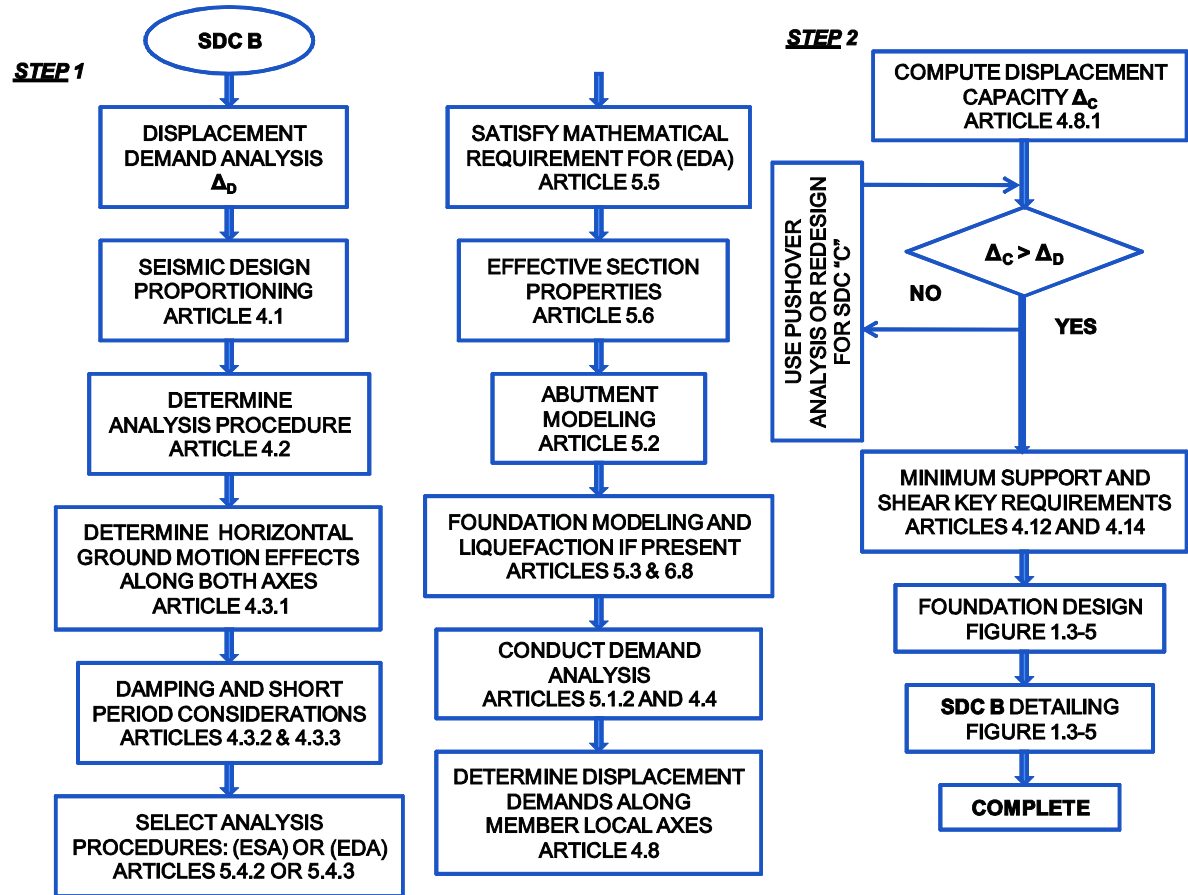 SDC B
STEP 1
DISPLACEMENT
DEMAND ANALYSIS
ΔD
SEISMIC DESIGN
PROPORTIONING
ARTICLE 4.1
DETERMINE
ANALYSIS PROCEDURE
ARTICLE 4.2
DETERMINE HORIZONTAL
GROUND MOTION EFFECTS
ALONG BOTH AXES
ARTICLE 4.3.1
DAMPING AND SHORT
PERIOD CONSIDERATIONS
ARTICLES 4.3.2 & 4.3.3
SELECT ANALYSIS
PROCEDURES: (ESA) OR (EDA)
ARTICLES 5.4.2 OR 5.4.3
SATISFY MATHEMATICAL
REQUIREMENT FOR (EDA)
ARTICLE 5.5
EFFECTIVE SECTION
PROPERTIES
ARTICLE 5.6
ABUTMENT
MODELING
ARTICLE 5.2
FOUNDATION MODELING AND
LIQUEFACTION IF PRESENT
ARTICLES 5.3 & 6.8
CONDUCT DEMAND
ANALYSIS
ARTICLES 5.1.2 AND 4.4
DETERMINE DISPLACEMENT
DEMANDS ALONG
MEMBER LOCAL AXES
ARTICLE 4.8
STEP 2
COMPUTE DISPLACEMENT
CAPACITY ΔC
ARTICLE 4.8.1
USE PUSHOVER
ANALYSIS OR REDESIGN
FOR SDC “C”
ΔC > ΔD
NO
YES
MINIMUM SUPPORT AND
SHEAR KEY REQUIREMENTS
ARTICLES 4.12 AND 4.14
FOUNDATION DESIGN
FIGURE 1.3-5
SDC B DETAILING
FIGURE 1.3-5
COMPLETE